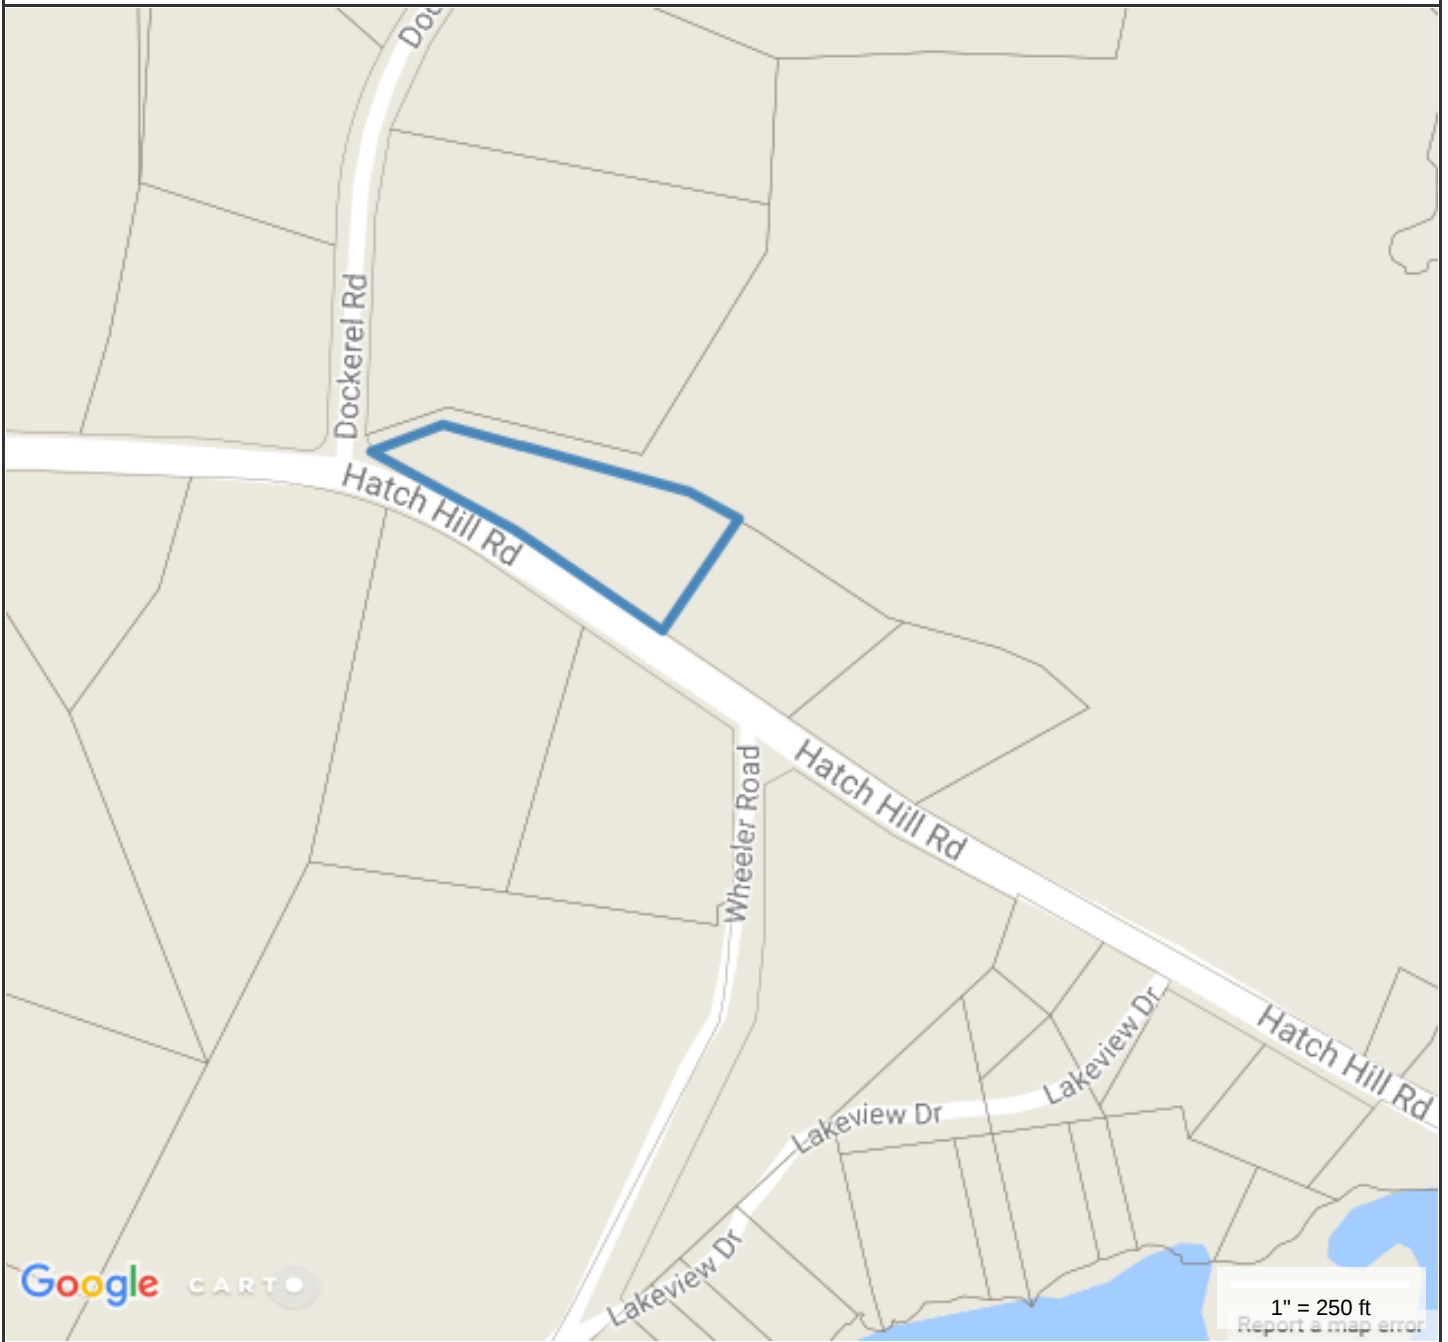 Doc
Dockerel Rd
Hatch Hill Rd
Wheeler Road
Hatch Hill Rd
Lakeview Dr
Hatch Hill Rd
Lakeview Dr
Lakeview Dr
Google
CARTO
1" = 250 ft
Report a map error